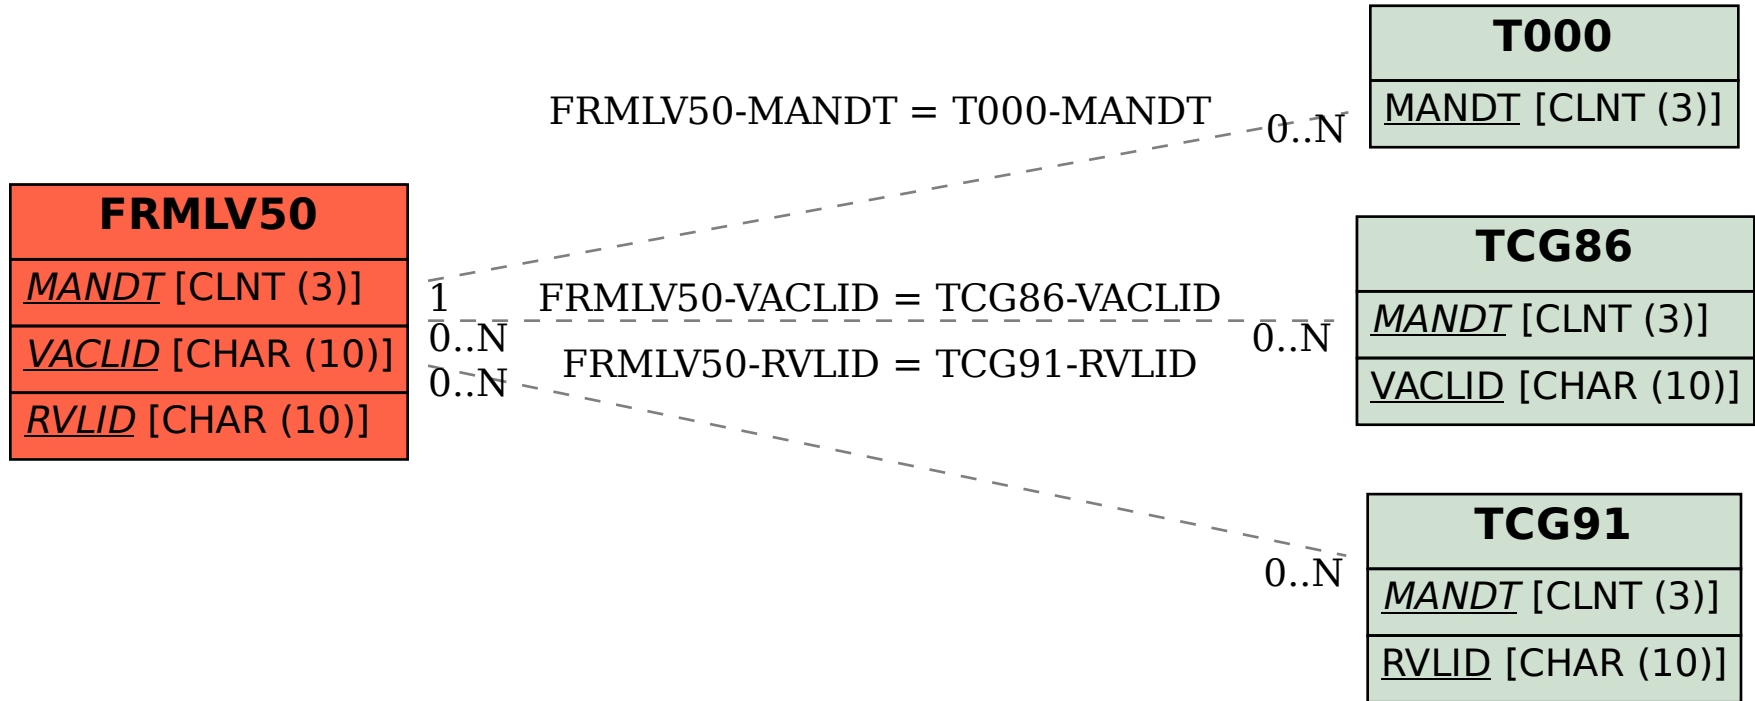 FRMLV50
MANDT [CLNT (3)]
VACLID [CHAR (10)]
RVLID [CHAR (10)]
FRMLV50-MANDT = T000-MANDT
1
0..N
FRMLV50-VACLID = TCG86-VACLID
0..N
0..N
FRMLV50-RVLID = TCG91-RVLID
0..N
0..N
T000
MANDT [CLNT (3)]
TCG86
MANDT [CLNT (3)]
VACLID [CHAR (10)]
TCG91
MANDT [CLNT (3)]
RVLID [CHAR (10)]